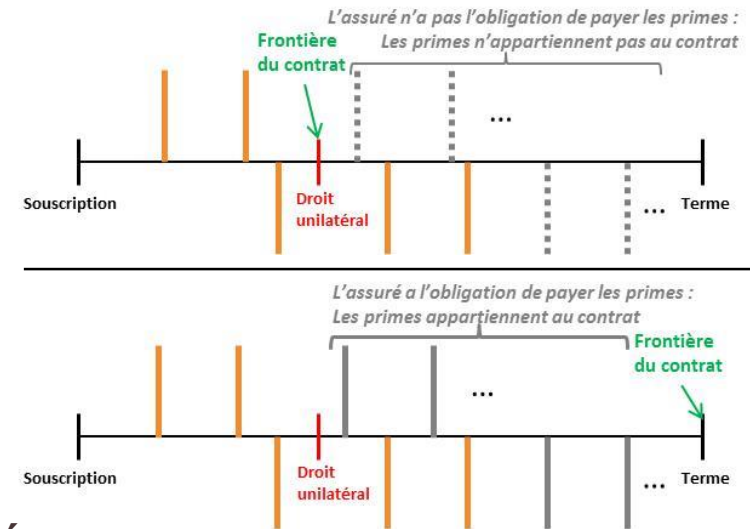 L'assuré n'a pas l'obligation de payer les primes :
Les primes n'appartiennent pas au contrat
Frontière
du contrat
...
Souscription
Droit
unilatéral
...
Terme
L'assuré a l'obligation de payer les primes :
Les primes appartiennent au contrat
Frontière
du contrat
...
Souscription
Droit
unilatéral
...
Terme